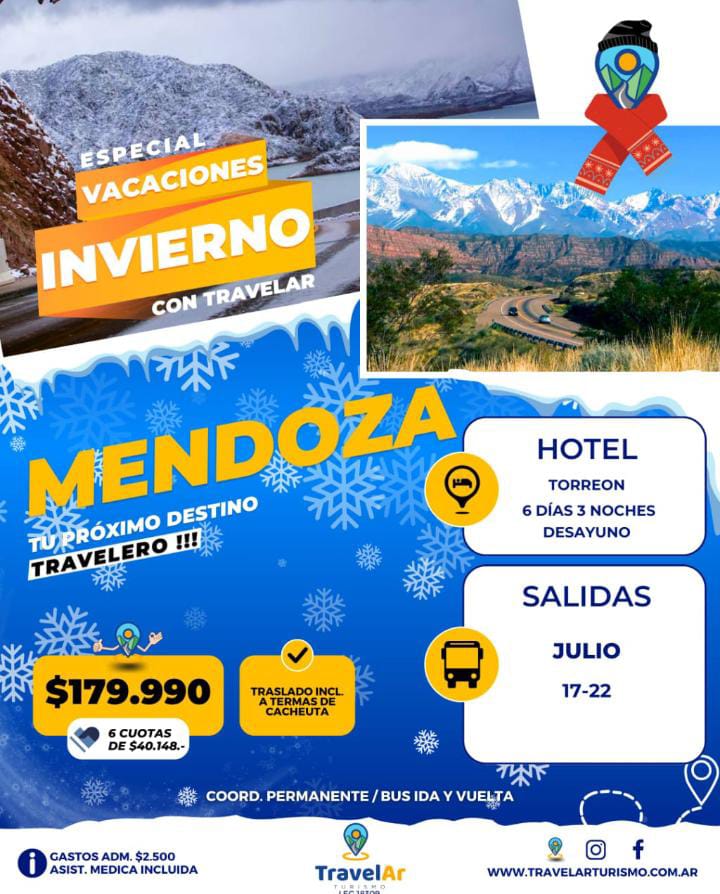 ESPECIAL
VACACIONES
INVIERNO
CON TRAVELAR
MENDOZA
TU PRÓXIMO DESTINO
TRAVELERO !!!
HOTEL
TORREON
6 DÍAS 3 NOCHES
DESAYUNO
SALIDAS
JULIO
17-22
$179.990
6 CUOTAS
DE $40.148.-
TRASLADO INCL.
A TERMAS DE
CACHEUTA
COORD. PERMANENTE / BUS IDA Y VUELTA
GASTOS ADM. $2.500
ASIST. MEDICA INCLUIDA
TravelAr
TURISMO
LEG 18309
WWW.TRAVELARTURISMO.COM.AR